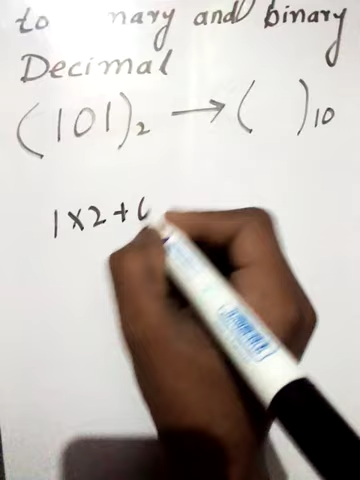 to nary and binary
Decimal
(101)₂ → ( )₁₀
1×2+